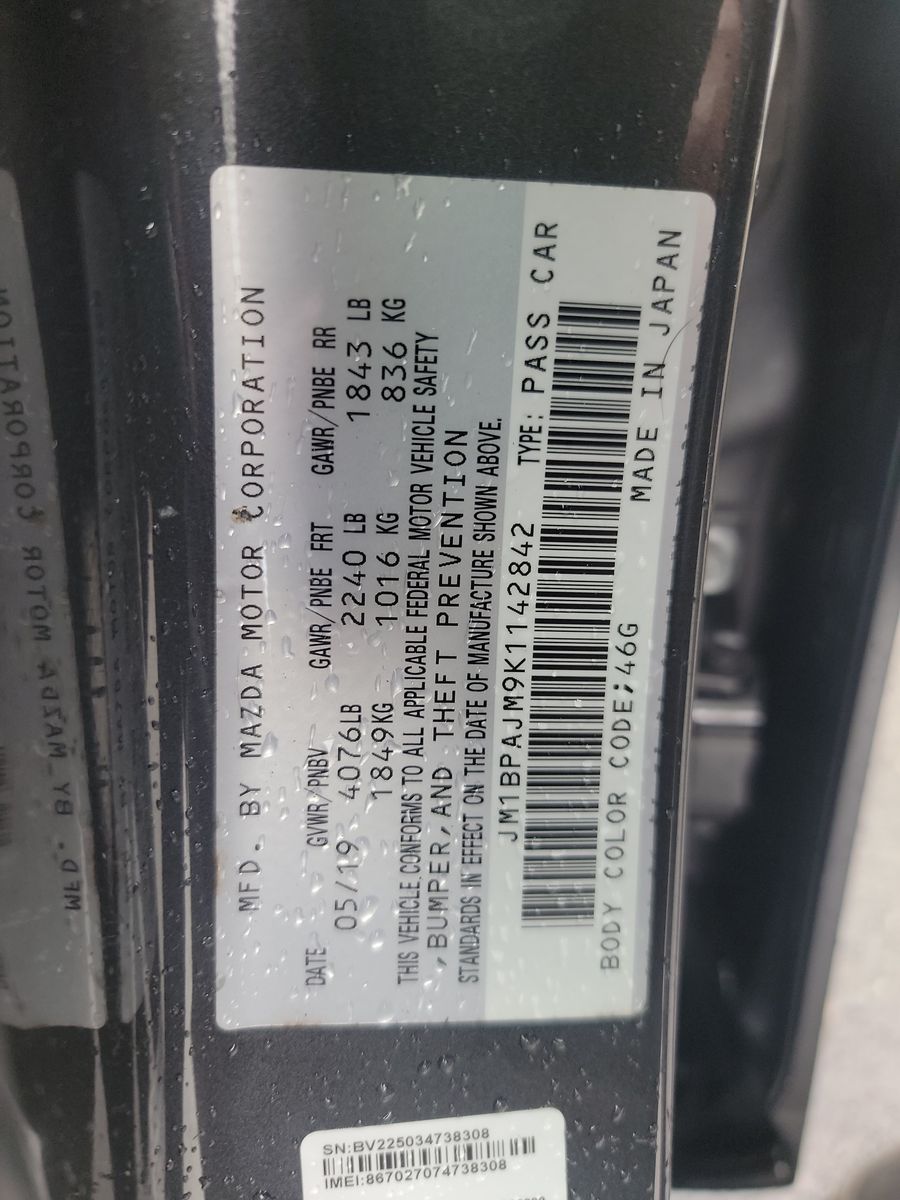 MFD. BY MAZDA MOTOR CORPORATION
DATE GVWR/PNBV GAWR/PNBE FRT GAWR/PNBE RR
05/19 4076LB 2240 LB 1843 LB
1849KG 1016 KG 836 KG
THIS VEHICLE CONFORMS TO ALL APPLICABLE FEDERAL MOTOR VEHICLE SAFETY
,BUMPER,AND THEFT PREVENTION
STANDARDS IN EFFECT ON THE DATE OF MANUFACTURE SHOWN ABOVE.
JM1BPAJM9K1142842 TYPE: PASS CAR
BODY COLOR CODE;46G MADE IN JAPAN
SN:BV225034738308
IMEI:867027074738308